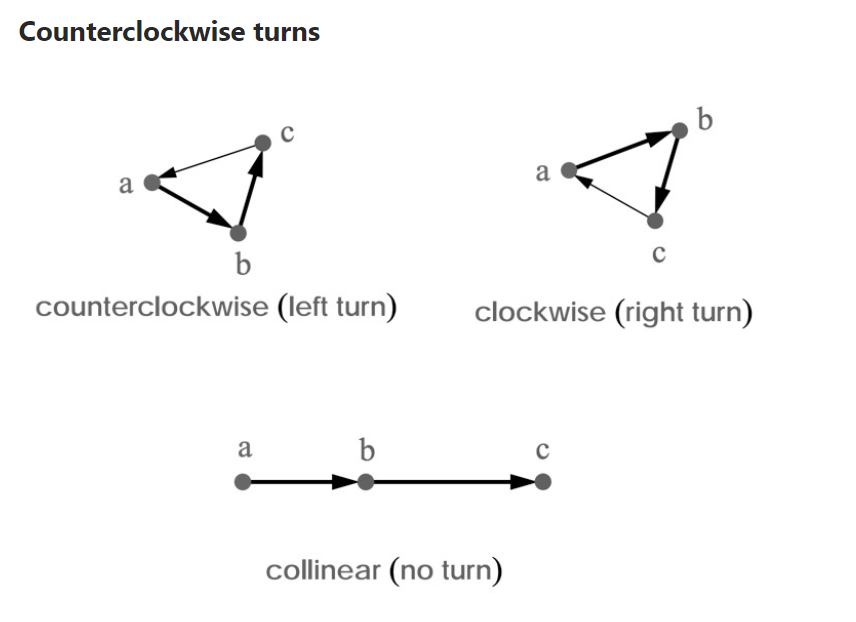 Counterclockwise turns
c
a
b
counterclockwise (left turn)
b
a
c
clockwise (right turn)
a b c
collinear (no turn)